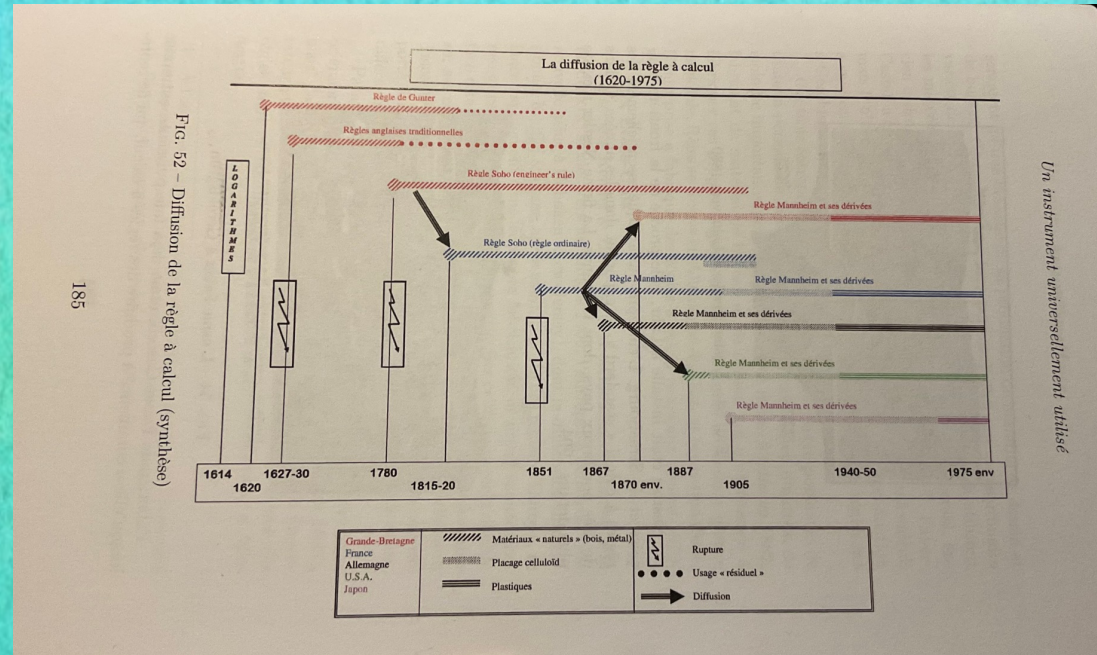 Un instrument universellement utilisé
La diffusion de la règle à calcul
(1620-1975)
Règle de Gunter
Règles anglaises traditionnelles
LOGARITHMES
Règle Soho (engineer's rule)
Règle Mannheim et ses dérivées
Règle Soho (règle ordinaire)
Règle Mannheim
Règle Mannheim et ses dérivées
Règle Mannheim et ses dérivées
Règle Mannheim et ses dérivées
Règle Mannheim et ses dérivées
1614
1620
1627-30
1780
1815-20
1851
1867
1870 env.
1887
1905
1940-50
1975 env
Grande-Bretagne
France
Allemagne
U.S.A.
Japon
Matériaux « naturels » (bois, métal)
Placage celluloïd
Plastiques
Rupture
Usage « résiduel »
Diffusion
FIG. 52 – Diffusion de la règle à calcul (synthèse)
185